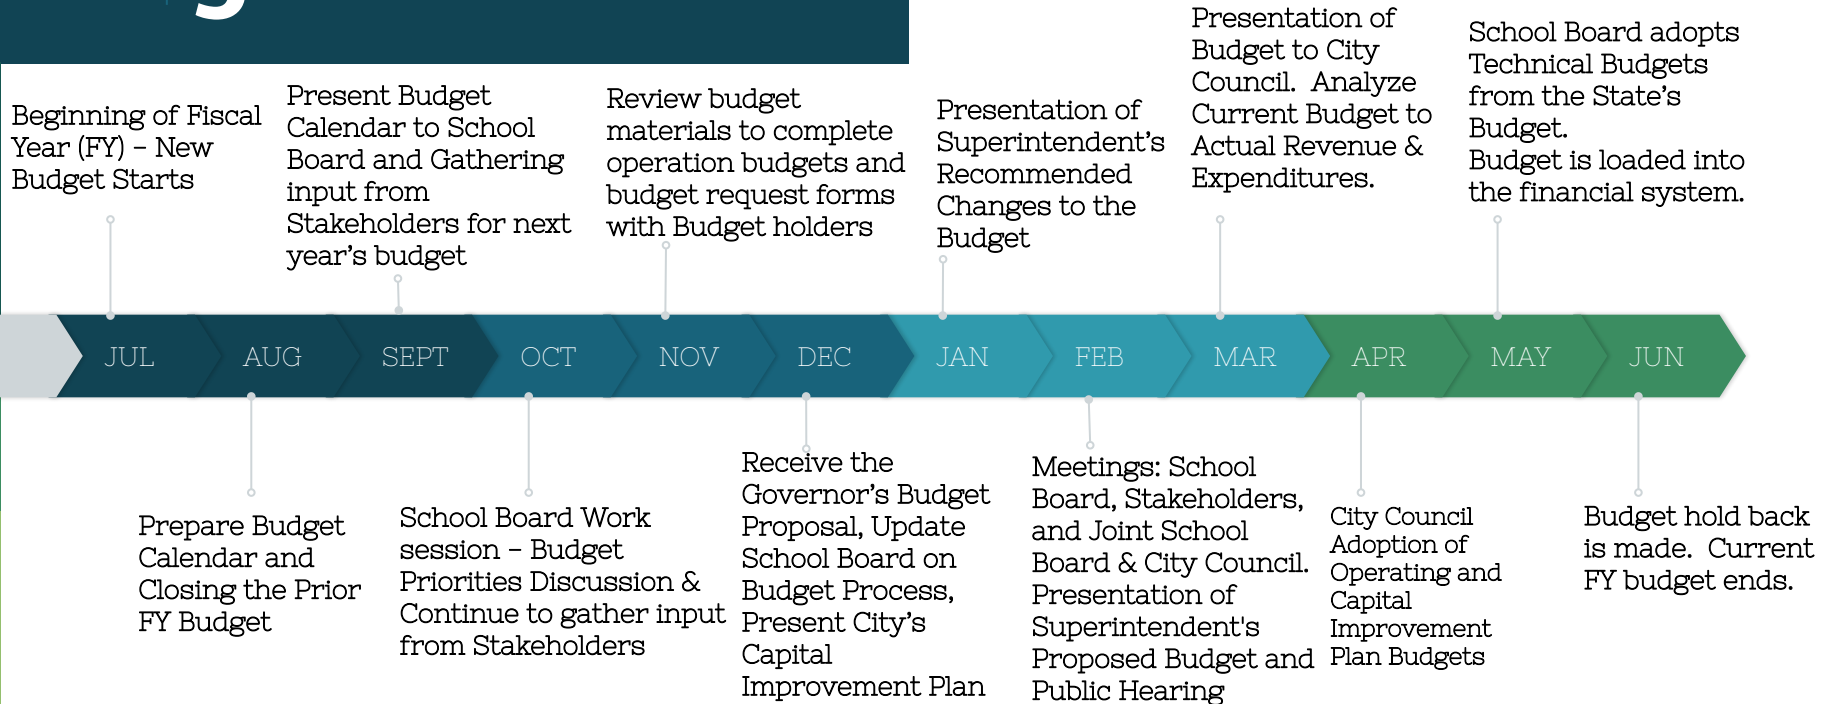 Beginning of Fiscal
Year (FY) – New
Budget Starts
Present Budget
Calendar to School
Board and Gathering
input from
Stakeholders for next
year’s budget
Review budget
materials to complete
operation budgets and
budget request forms
with Budget holders
Presentation of
Superintendent’s
Recommended
Changes to the
Budget
Presentation of
Budget to City
Council.  Analyze
Current Budget to
Actual Revenue &
Expenditures.
School Board adopts
Technical Budgets
from the State’s
Budget.
Budget is loaded into
the financial system.
JUL AUG SEPT OCT NOV DEC JAN FEB MAR APR MAY JUN
Prepare Budget
Calendar and
Closing the Prior
FY Budget
School Board Work
session – Budget
Priorities Discussion &
Continue to gather input
from Stakeholders
Receive the
Governor’s Budget
Proposal, Update
School Board on
Budget Process,
Present City’s
Capital
Improvement Plan
Meetings: School
Board, Stakeholders,
and Joint School
Board & City Council.
Presentation of
Superintendent's
Proposed Budget and
Public Hearing
City Council
Adoption of
Operating and
Capital
Improvement
Plan Budgets
Budget hold back
is made.  Current
FY budget ends.